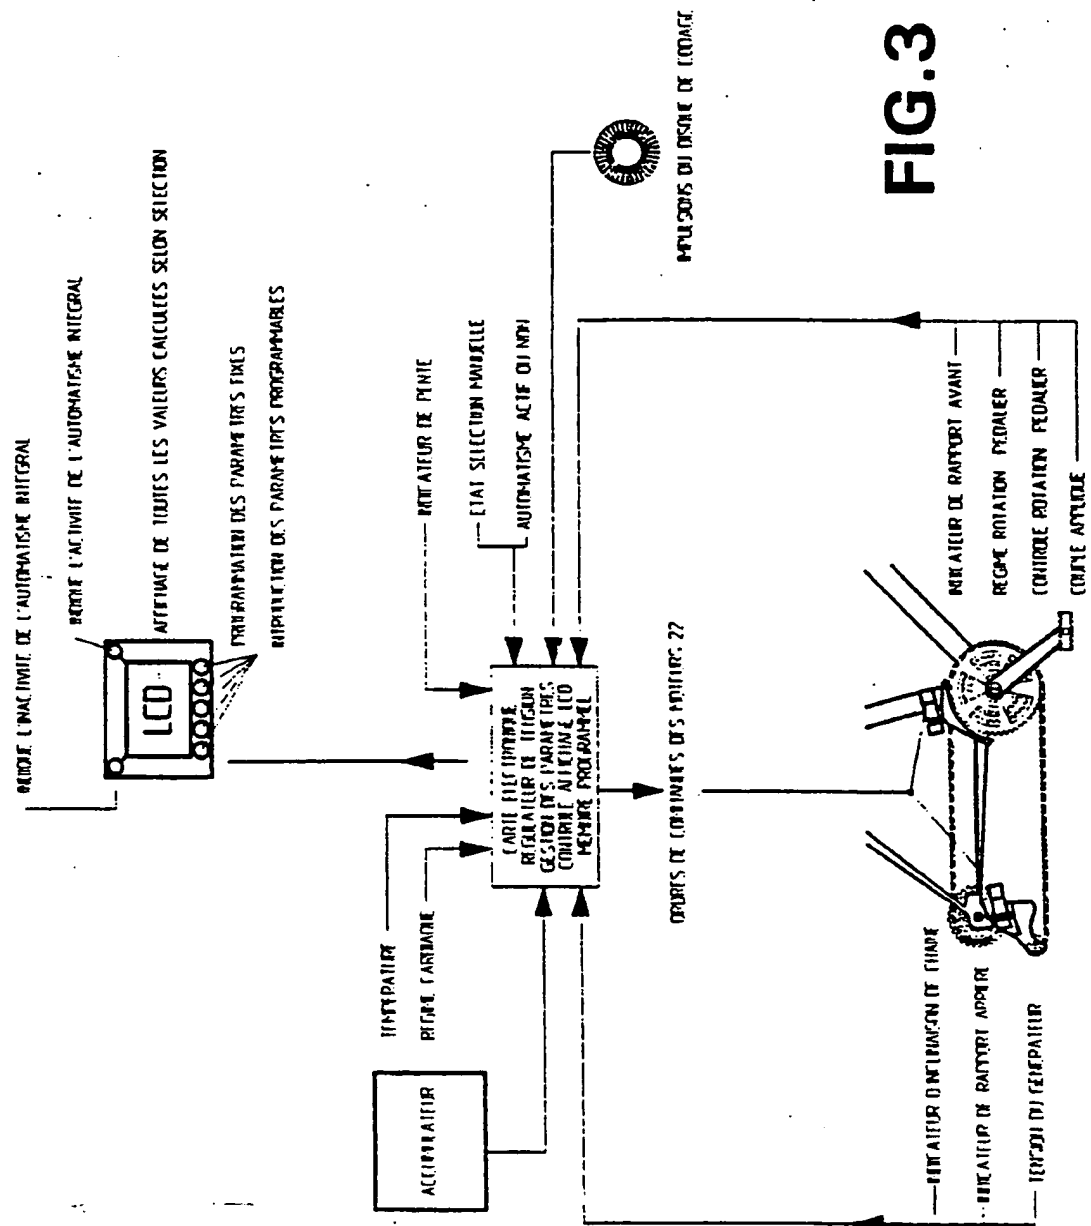 INDIQUE L'INACTIVITE DE L'AUTOMATISME INTEGRAL
INDIQUE L'ACTIVITE DE L'AUTOMATISME INTEGRAL
LCD
AFFICHAGE DE TOUTES LES VALEURS CALCULEES SELON SELECTION
PROGRAMMATION DES PARAMETRES FIXES
INTRODUCTION DES PARAMETRES PROGRAMMABLES
TEMPERATURE
REGIME CARDIAQUE
INDICATEUR DE PENTE
ETAT SELECTION MANUELLE
AUTOMATISME ACTIF OU NON
ACCUMULATEUR
CARTE ELECTRONIQUE
REGULATEUR DE TENSION
GESTION DES PARAMETRES
CONTROLE AFFICHAGE LCD
MEMOIRE PROGRAMMEE
IMPULSIONS DU DISQUE DE CODAGE
ORDRES DE COMMANDES DES MOTEURS 22
FIG.3
INDICATEUR D'INCLINAISON DE CHAINE
INDICATEUR DE RAPPORT ARRIERE
TENSION DU GENERATEUR
INDICATEUR DE RAPPORT AVANT
REGIME ROTATION PEDALIER
CONTROLE ROTATION PEDALIER
COUPLE APPLIQUE